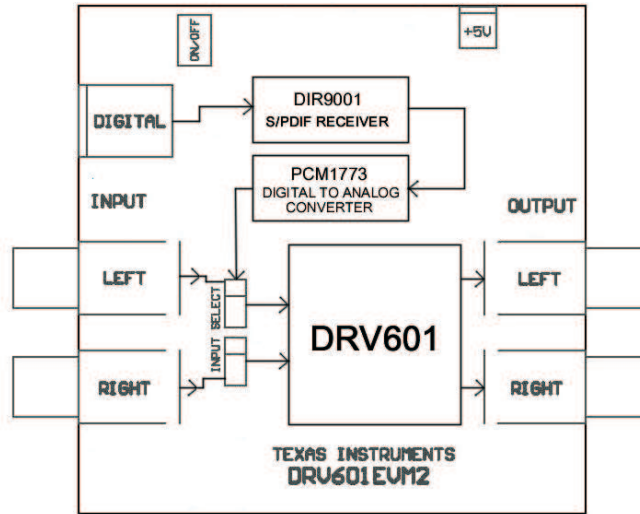 ON/OFF
+5V
DIGITAL
DIR9001
S/PDIF RECEIVER
PCM1773
DIGITAL TO ANALOG
CONVERTER
INPUT
OUTPUT
LEFT
INPUT SELECT
DRV601
LEFT
RIGHT
RIGHT
TEXAS INSTRUMENTS
DRV601EVM2